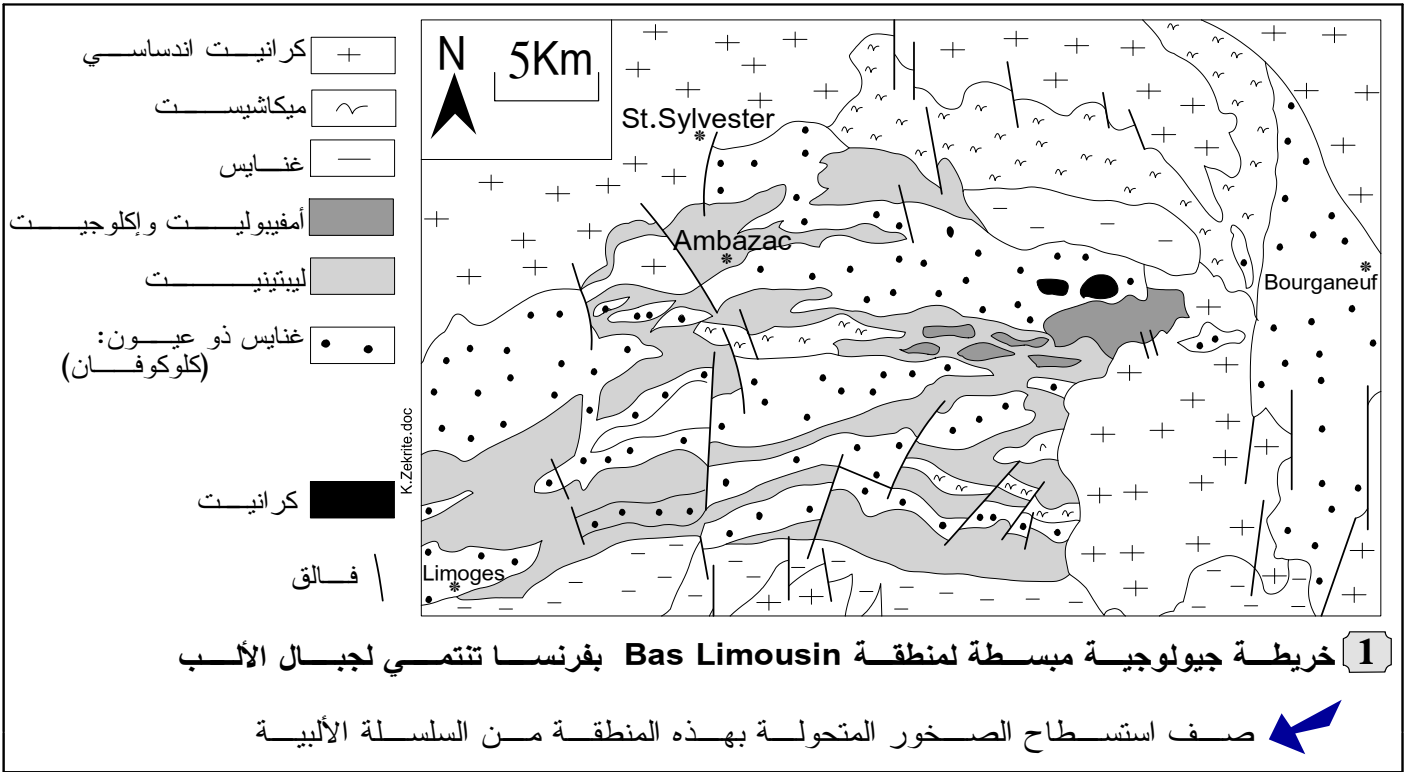 كرانيت اندساسي
ميكاشيست
غنايس
أمفيبوليت وإكلوجيت
ليبتينيت
غنايس ذو عيون:
(كلوكوفان)
كرانيت
فالق
K.Zekrite.doc
N
5Km
St.Sylvester
Ambazac
Bourganeuf
Limoges
1 خريطة جيولوجية مبسطة لمنطقة Bas Limousin بفرنسا تنتمي لجبال الألب
صف استسطاح الصخور المتحولة بهذه المنطقة من السلسلة الألبية